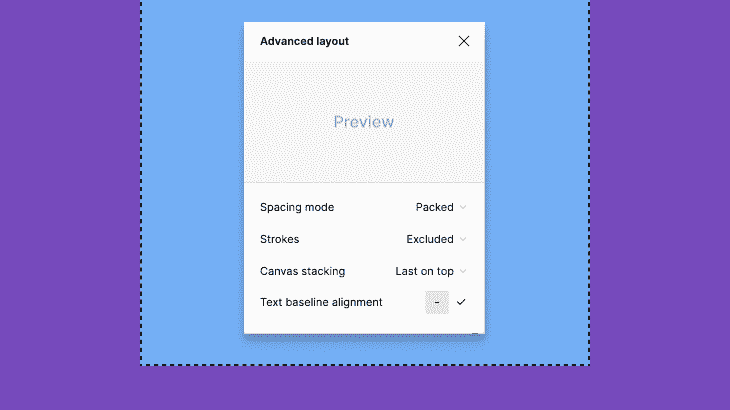 Advanced layout
Preview
Spacing mode Packed
Strokes Excluded
Canvas stacking Last on top
Text baseline alignment -